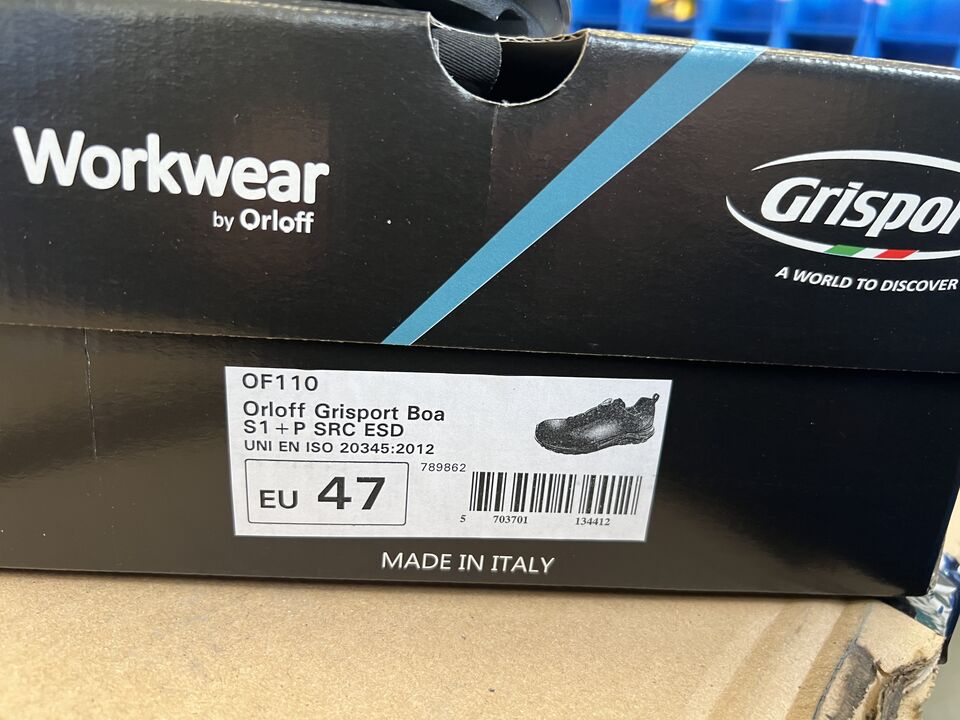 Workwear
by Orloff
A WORLD TO DISCOVER
OF110
Orloff Grisport Boa
S1+P SRC ESD
UNI EN ISO 20345:2012
789862
EU 47
5 703701 134412
MADE IN ITALY